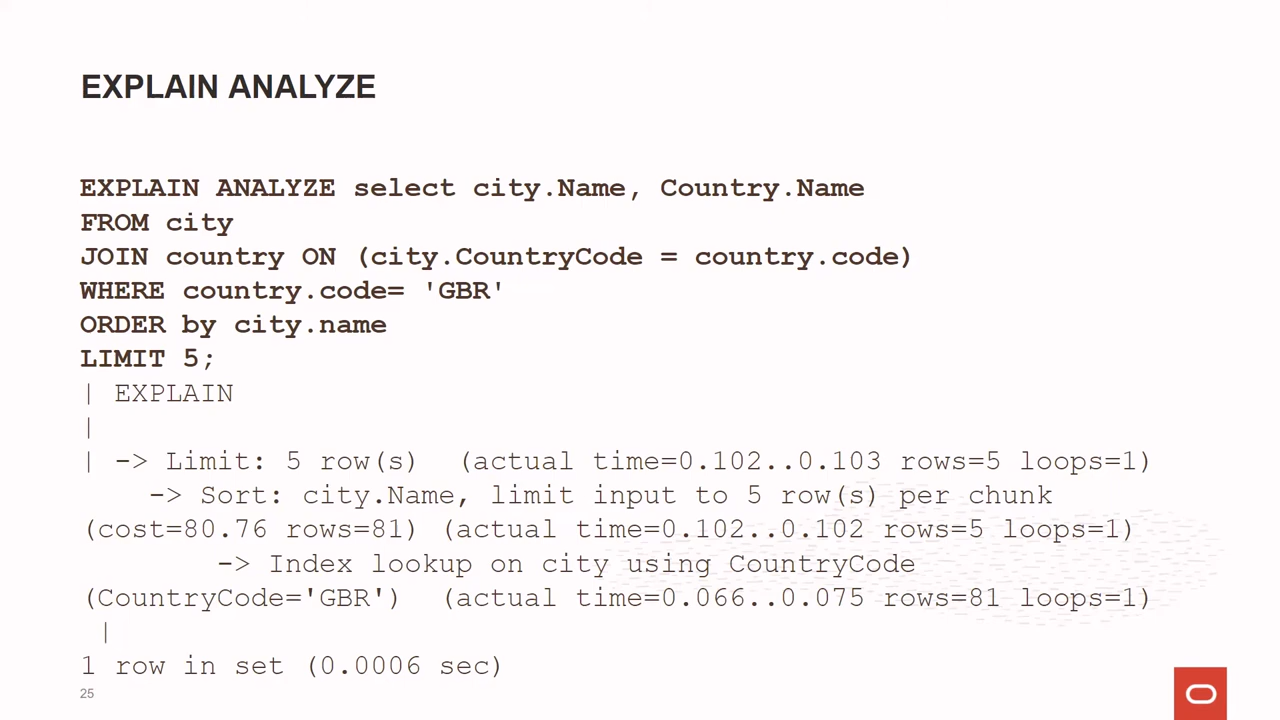 EXPLAIN ANALYZE
EXPLAIN ANALYZE select city.Name, Country.Name
FROM city
JOIN country ON (city.CountryCode = country.code)
WHERE country.code= 'GBR'
ORDER by city.name
LIMIT 5;
| EXPLAIN
|
| -> Limit: 5 row(s)  (actual time=0.102..0.103 rows=5 loops=1)
-> Sort: city.Name, limit input to 5 row(s) per chunk
(cost=80.76 rows=81) (actual time=0.102..0.102 rows=5 loops=1)
-> Index lookup on city using CountryCode
(CountryCode='GBR')  (actual time=0.066..0.075 rows=81 loops=1)
|
1 row in set (0.0006 sec)
25